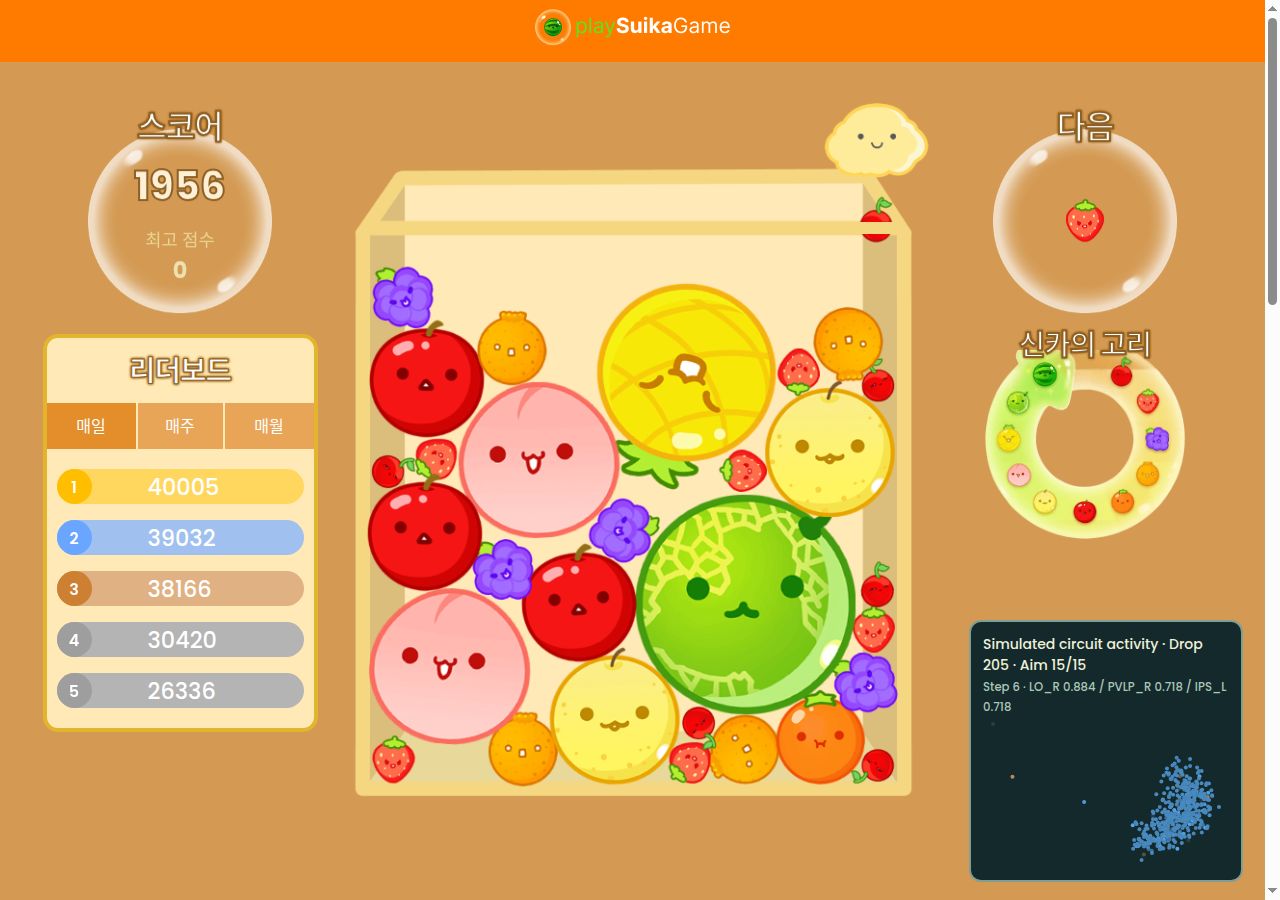 playSuikaGame
스코어
1956
최고 점수
0
다음
리더보드
매일 매주 매월
1 40005
2 39032
3 38166
4 30420
5 26336
신카의 고리
Simulated circuit activity · Drop
205 · Aim 15/15
Step 6 · LO_R 0.884 / PVLP_R 0.718 / IPS_L
0.718